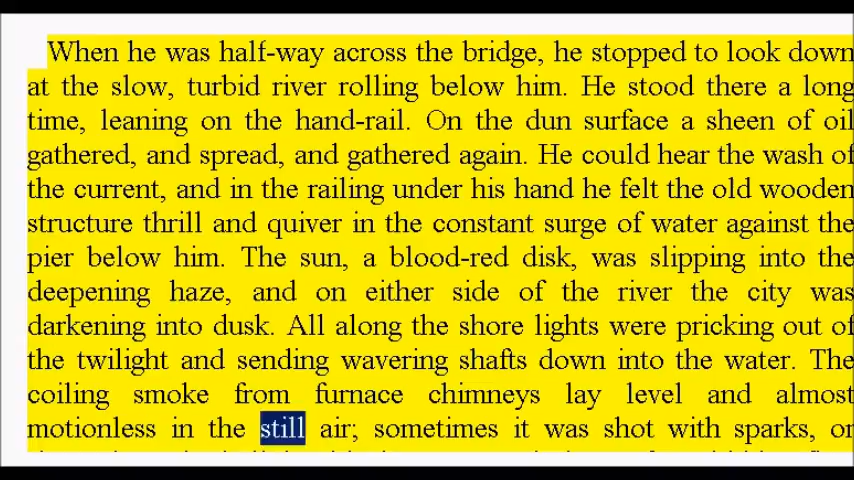 When he was half-way across the bridge, he stopped to look down
at the slow, turbid river rolling below him. He stood there a long
time, leaning on the hand-rail. On the dun surface a sheen of oil
gathered, and spread, and gathered again. He could hear the wash of
the current, and in the railing under his hand he felt the old wooden
structure thrill and quiver in the constant surge of water against the
pier below him. The sun, a blood-red disk, was slipping into the
deepening haze, and on either side of the river the city was
darkening into dusk. All along the shore lights were pricking out of
the twilight and sending wavering shafts down into the water. The
coiling smoke from furnace chimneys lay level and almost
motionless in the still air; sometimes it was shot with sparks, or